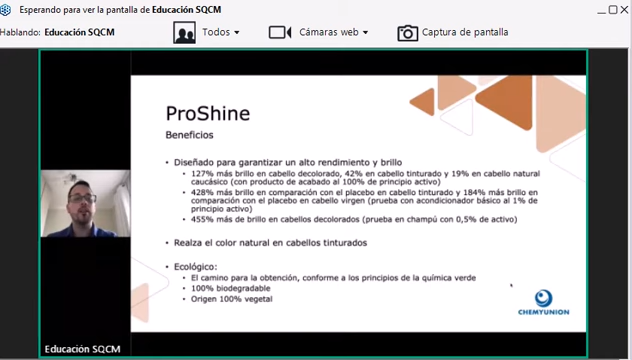 Esperando para ver la pantalla de Educación SQCM
Hablando: Educación SQCM
Todos
Cámaras web
Captura de pantalla
ProShine
Beneficios
• Diseñado para garantizar un alto rendimiento y brillo
• 127% más brillo en cabello decolorado, 42% en cabello tinturado y 19% en cabello natural
caucásico (con producto de acabado al 100% de principio activo)
• 428% más brillo en comparación con el placebo en cabello tinturado y 184% más brillo en
comparación con el placebo en cabello virgen (prueba con acondicionador básico al 1% de
principio activo)
• 455% más de brillo en cabellos decolorados (prueba en champú con 0,5% de activo)
• Realza el color natural en cabellos tinturados
• Ecológico:
• El camino para la obtención, conforme a los principios de la química verde
• 100% biodegradable
• Origen 100% vegetal
CHEMYUNION
Educación SQCM